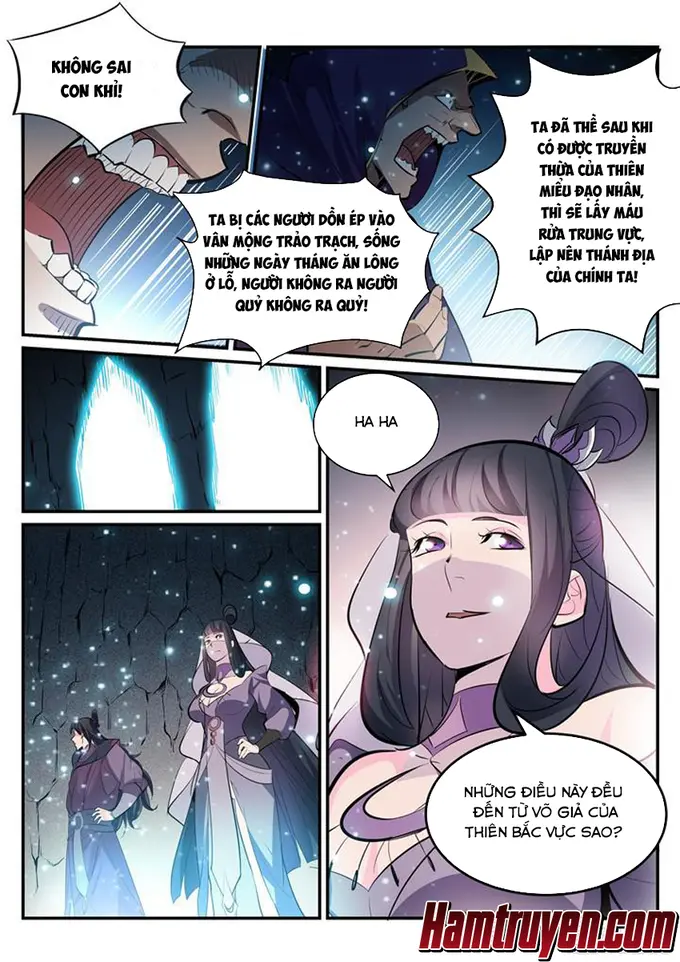 KHÔNG SAI
CON KHỈ!
TA ĐÃ THỀ SAU KHI
CÓ ĐƯỢC TRUYỀN
THỪA CỦA THIÊN
MIỂU ĐẠO NHÂN,
THÌ SẼ LẤY MÁU
RỬA TRUNG VỰC,
LẬP NÊN THÁNH ĐỊA
CỦA CHÍNH TA!
TA BỊ CÁC NGƯƠI DỒN ÉP VÀO
VÂN MỘNG TRẢO TRẠCH, SỐNG
NHỮNG NGÀY THÁNG ĂN LÔNG
Ở LỖ, NGƯỜI KHÔNG RA NGƯỜI
QUỶ KHÔNG RA QUỶ!
HA HA
NHỮNG ĐIỀU NÀY ĐỀU
ĐẾN TỪ VÕ GIẢ CỦA
THIÊN BẮC VỰC SAO?
Hamtruyen.com